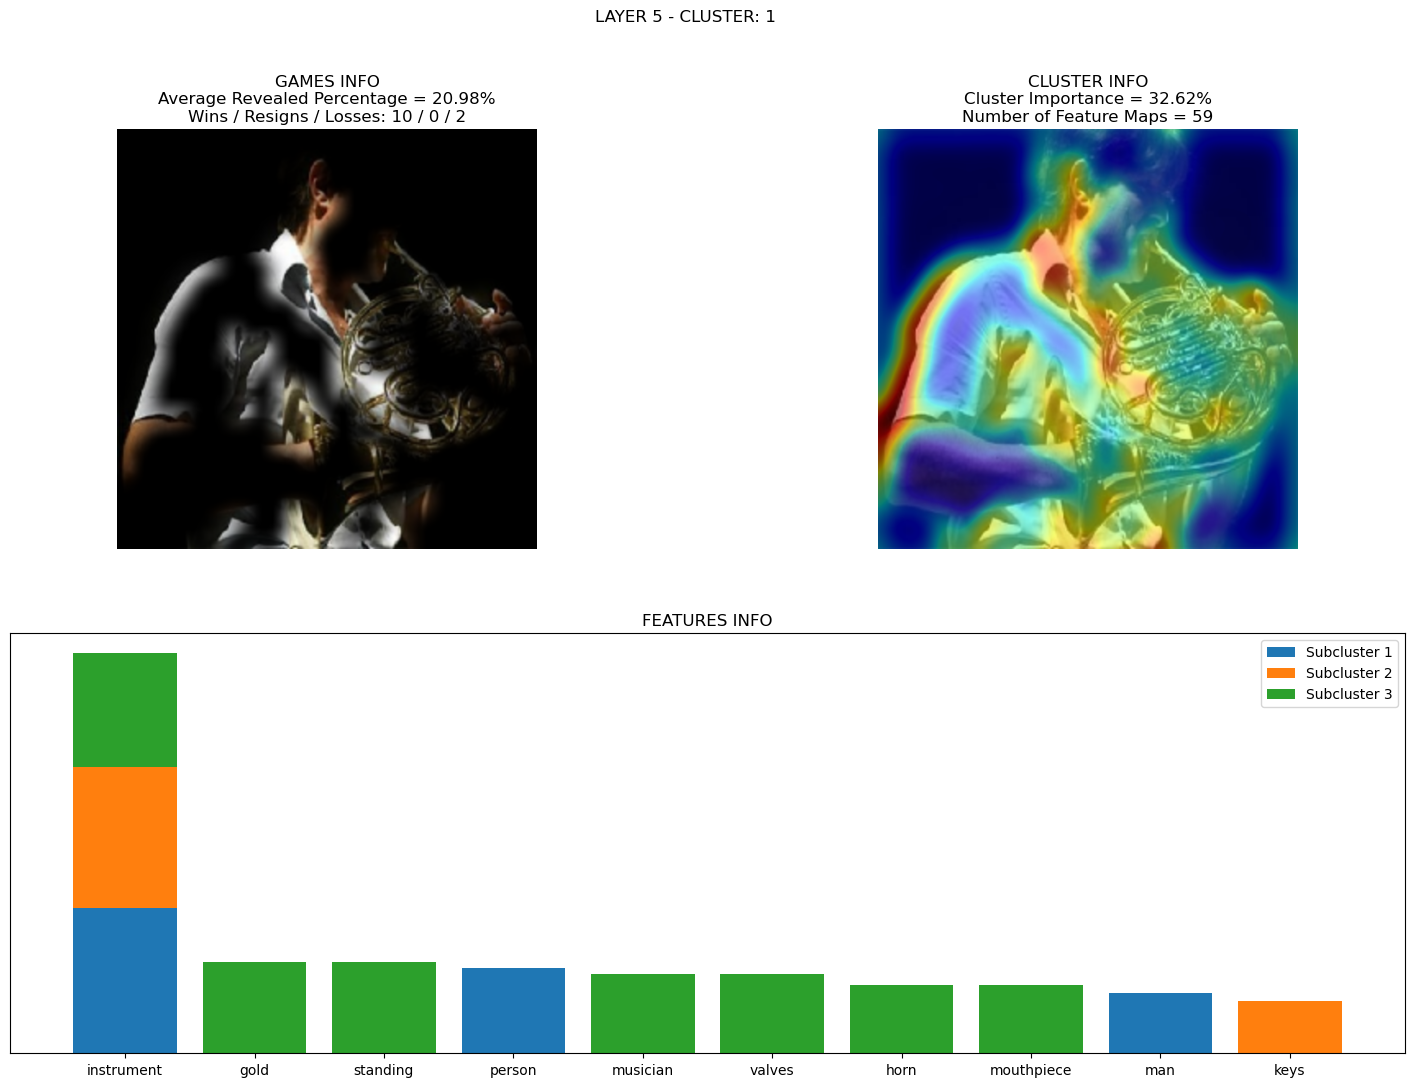 LAYER 5 - CLUSTER: 1
GAMES INFO
Average Revealed Percentage = 20.98%
Wins / Resigns / Losses: 10 / 0 / 2
CLUSTER INFO
Cluster Importance = 32.62%
Number of Feature Maps = 59
FEATURES INFO
Subcluster 1
Subcluster 2
Subcluster 3
instrument gold standing person musician valves horn mouthpiece man keys